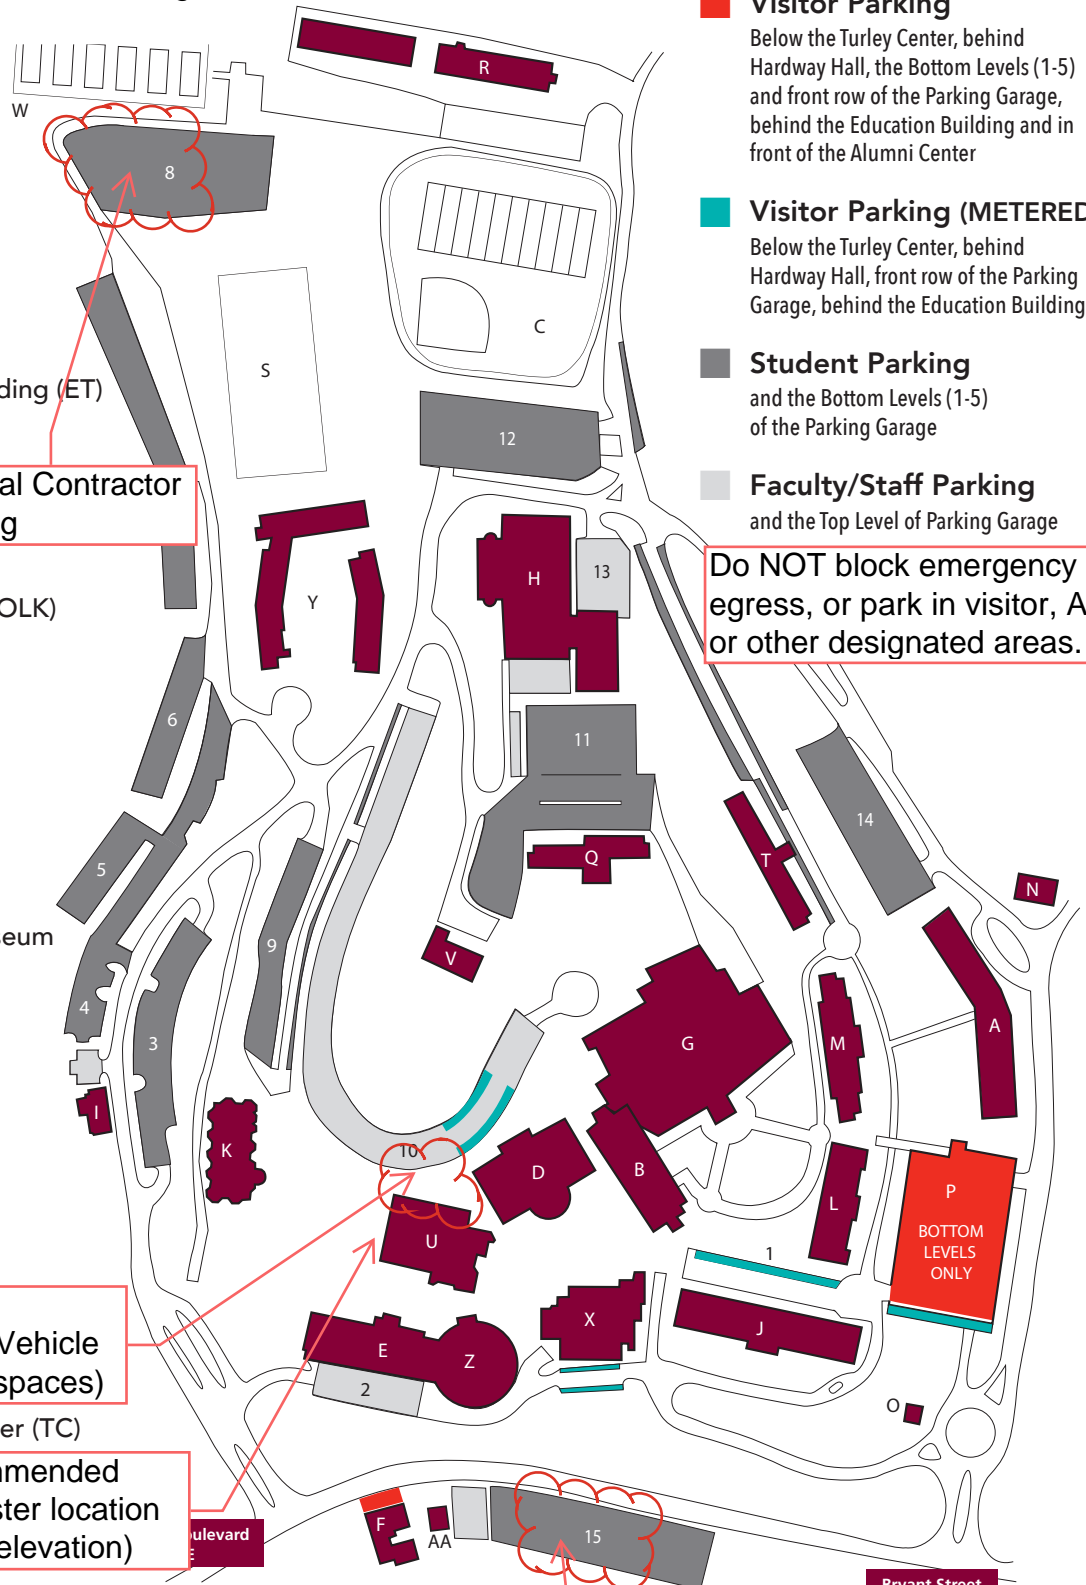 Visitor Parking
Below the Turley Center, behind
Hardway Hall, the Bottom Levels (1-5)
and front row of the Parking Garage,
behind the Education Building and in
front of the Alumni Center
Visitor Parking (METERED
Below the Turley Center, behind
Hardway Hall, front row of the Parking
Garage, behind the Education Building
Student Parking
and the Bottom Levels (1-5)
of the Parking Garage
Faculty/Staff Parking
and the Top Level of Parking Garage
Do NOT block emergency
egress, or park in visitor, A
or other designated areas.
R
W
8
C
S
ding (ET)
12
al Contractor
g
H
13
Y
OLK)
6
11
14
5
Q
T
N
9
seum
V
4
3
G
M
A
I
10
K
D
B
P
L
U
BOTTOM
LEVELS
ONLY
1
Vehicle
spaces)
E
Z
X
J
2
O
er (TC)
mmended
ster location
elevation)
oulevard
E
F
AA
15
Bryant Street